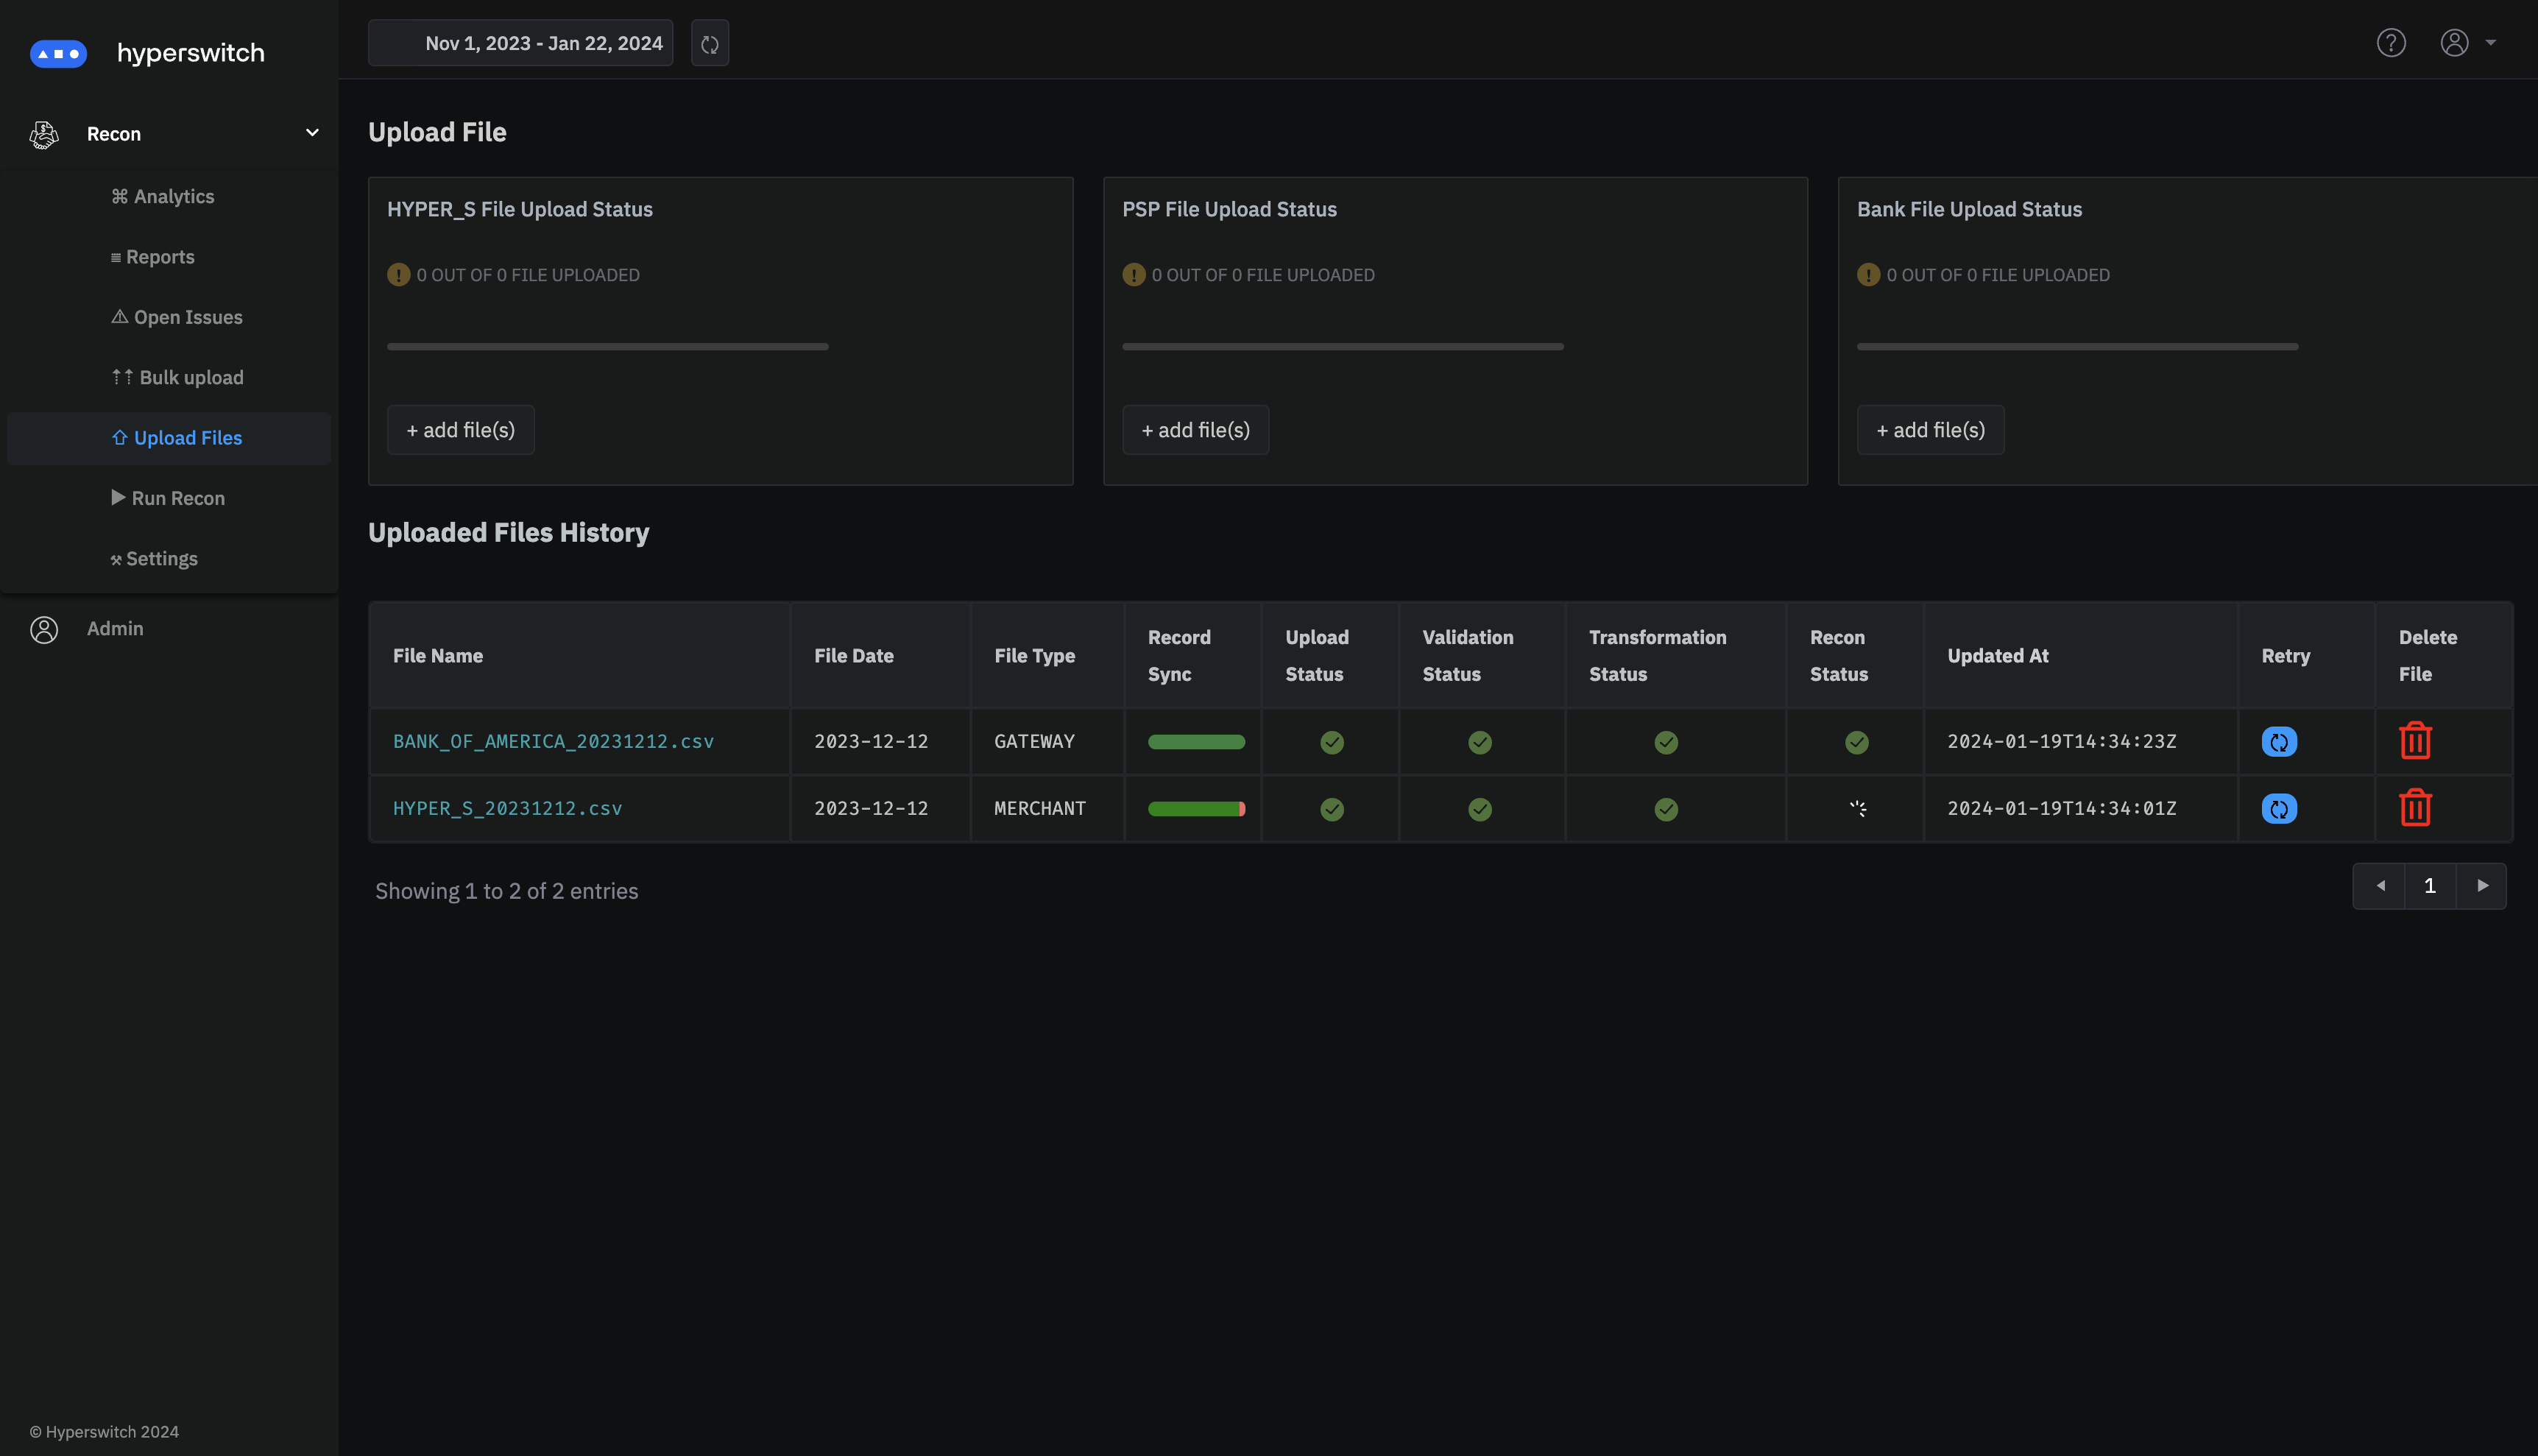 hyperswitch
Nov 1, 2023 - Jan 22, 2024
Recon
⌘ Analytics
≡ Reports
⚠ Open Issues
⇡⇡ Bulk upload
⇧ Upload Files
▶ Run Recon
⚒ Settings
Admin
© Hyperswitch 2024
Upload File
HYPER_S File Upload Status
0 OUT OF 0 FILE UPLOADED
+ add file(s)
PSP File Upload Status
0 OUT OF 0 FILE UPLOADED
+ add file(s)
Bank File Upload Status
0 OUT OF 0 FILE UPLOADED
+ add file(s)
Uploaded Files History
File Name File Date File Type Record Sync Upload Status Validation Status Transformation Status Recon Status Updated At Retry Delete File
BANK_OF_AMERICA_20231212.csv 2023-12-12 GATEWAY 2024-01-19T14:34:23Z
HYPER_S_20231212.csv 2023-12-12 MERCHANT 2024-01-19T14:34:01Z
Showing 1 to 2 of 2 entries
1